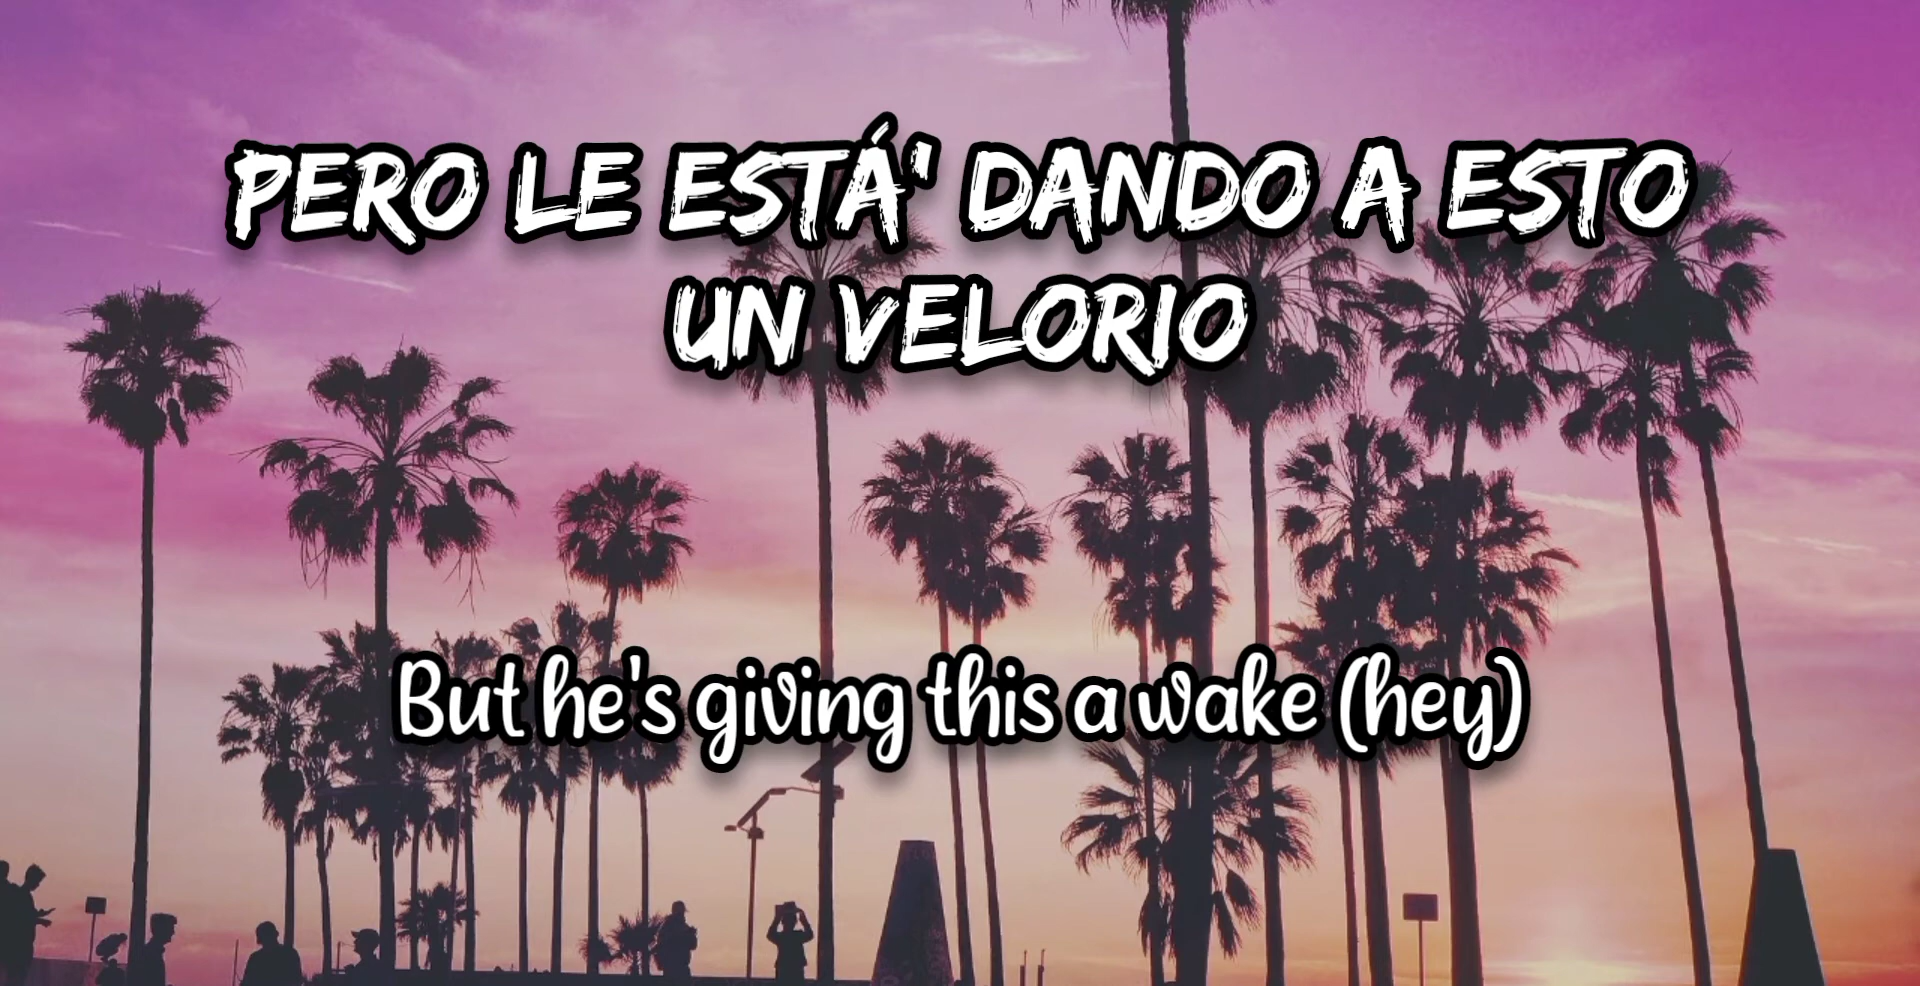 PERO LE ESTÁ' DANDO A ESTO
UN VELORIO
But he's giving this a wake (hey)